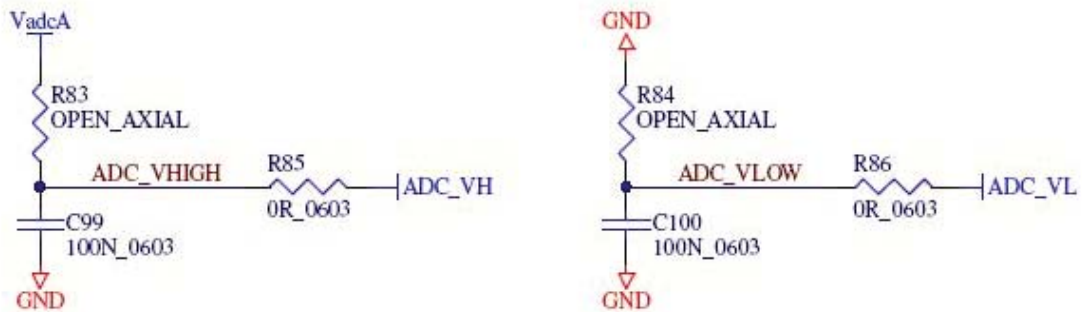 VadcA
R83
OPEN_AXIAL
ADC_VHIGH
R85
0R_0603
ADC_VH
C99
100N_0603
GND
GND
R84
OPEN_AXIAL
ADC_VLOW
R86
0R_0603
ADC_VL
C100
100N_0603
GND